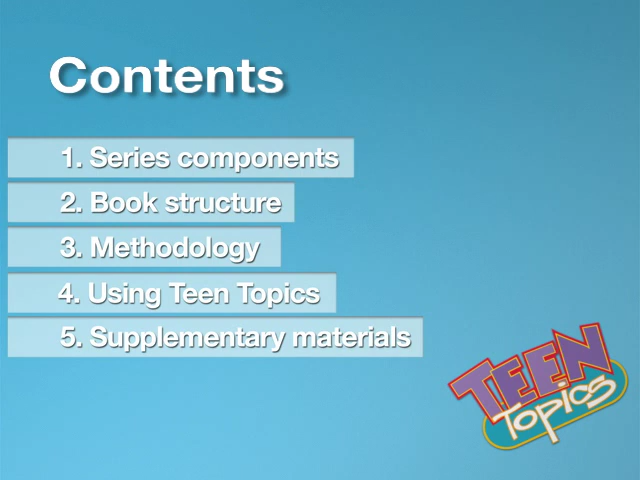 Contents
1. Series components
2. Book structure
3. Methodology
4. Using Teen Topics
5. Supplementary materials
TEEN
Topics